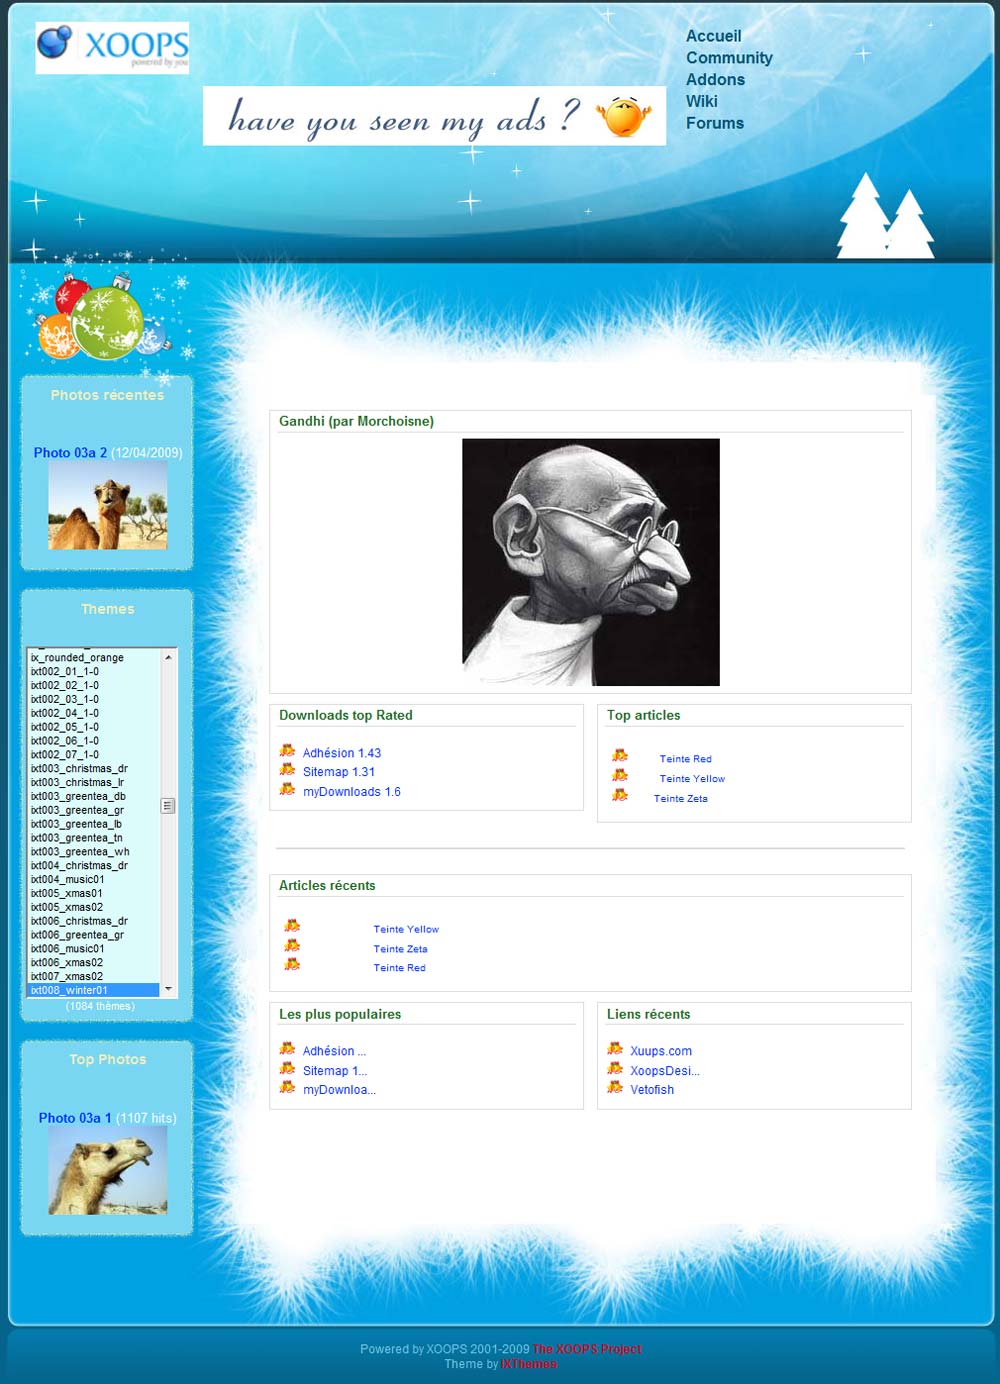 XOOPS
powered by you
have you seen my ads ?
Accueil
Community
Addons
Wiki
Forums
Photos récentes
Photo 03a 2 (12/04/2009)
Themes
ix_rounded_orange
ixt002_01_1-0
ixt002_02_1-0
ixt002_03_1-0
ixt002_04_1-0
ixt002_05_1-0
ixt002_06_1-0
ixt002_07_1-0
ixt003_christmas_dr
ixt003_christmas_lr
ixt003_greentea_db
ixt003_greentea_gr
ixt003_greentea_lb
ixt003_greentea_tn
ixt003_greentea_wh
ixt004_christmas_dr
ixt004_music01
ixt005_xmas01
ixt005_xmas02
ixt006_christmas_dr
ixt006_greentea_gr
ixt006_music01
ixt006_xmas02
ixt007_xmas02
ixt008_winter01
(1084 thèmes)
Top Photos
Photo 03a 1 (1107 hits)
Gandhi (par Morchoisne)
Downloads top Rated
Adhésion 1.43
Sitemap 1.31
myDownloads 1.6
Top articles
Teinte Red
Teinte Yellow
Teinte Zeta
Articles récents
Teinte Yellow
Teinte Zeta
Teinte Red
Les plus populaires
Adhésion ...
Sitemap 1...
myDownloa...
Liens récents
Xuups.com
XoopsDesi...
Vetofish
Powered by XOOPS 2001-2009 The XOOPS Project
Theme by IXThemes